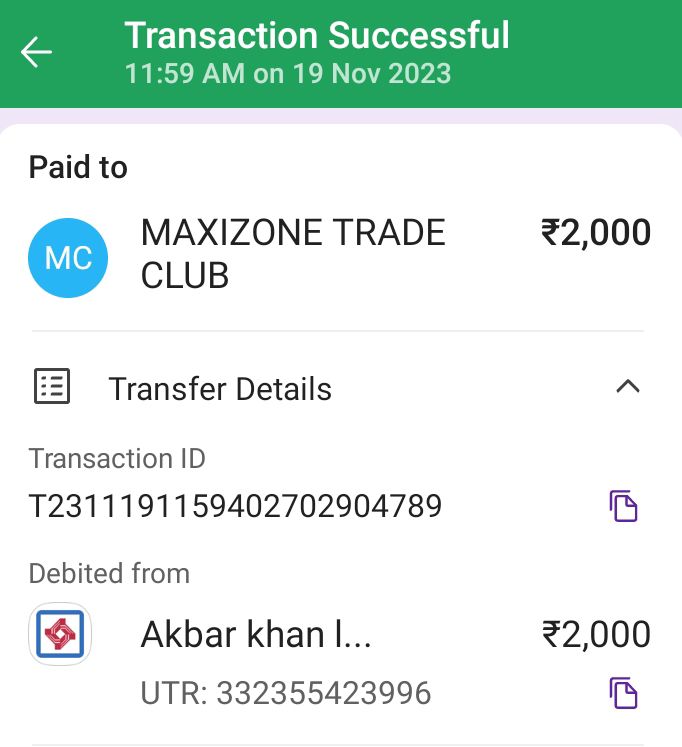 Transaction Successful
11:59 AM on 19 Nov 2023
Paid to
MC
MAXIZONE TRADE
CLUB
₹2,000
Transfer Details
Transaction ID
T2311191159402702904789
Debited from
Akbar khan l...
₹2,000
UTR: 332355423996